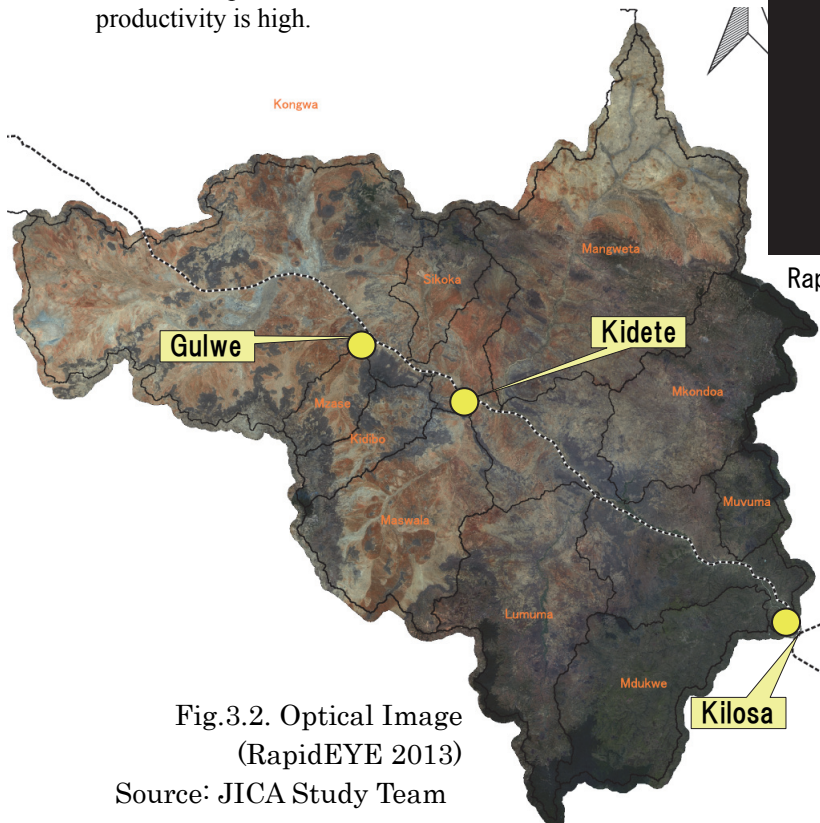 productivity is high.
Kongwa
Mangweta
Sikoka
Rap
Kidete
Gulwe
Mkondoa
Mzase
Kidibo
Muvuma
Maswala
Lumuma
Mdukwe
Kilosa
Fig.3.2. Optical Image
(RapidEYE 2013)
Source: JICA Study Team